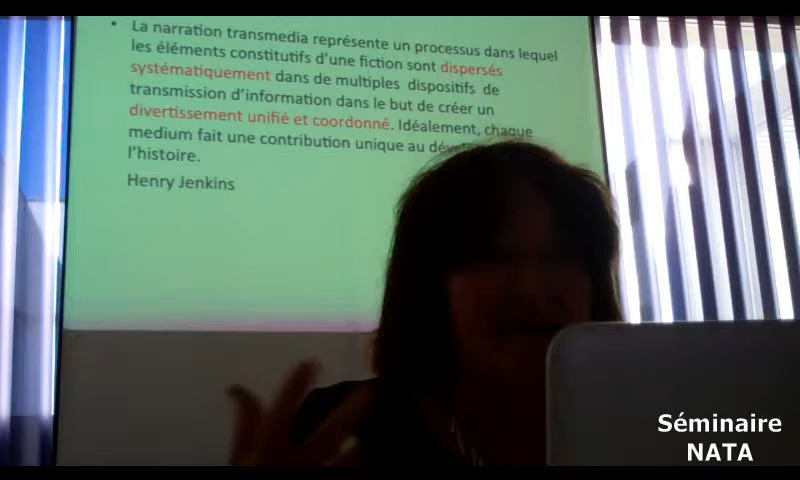 • La narration transmedia représente un processus dans lequel
les éléments constitutifs d'une fiction sont dispersés
systématiquement dans de multiples dispositifs de
transmission d'information dans le but de créer un
divertissement unifié et coordonné. Idéalement, chaque
medium fait une contribution unique au
l'histoire.
Henry Jenkins
Séminaire
NATA